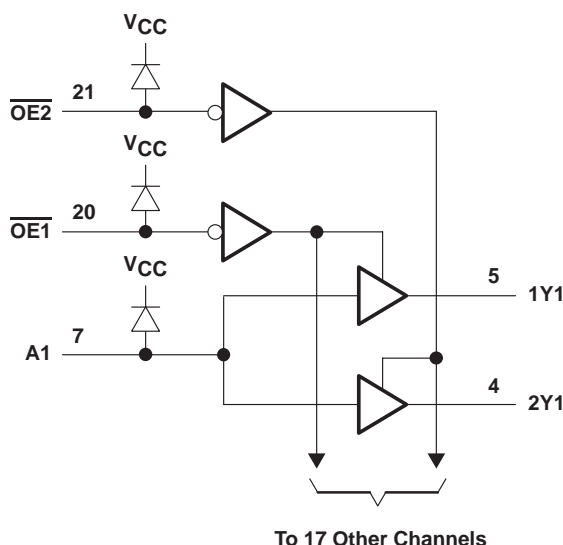 VCC
21
OE2
VCC
20
OE1
VCC
7
A1
5
1Y1
4
2Y1
To 17 Other Channels